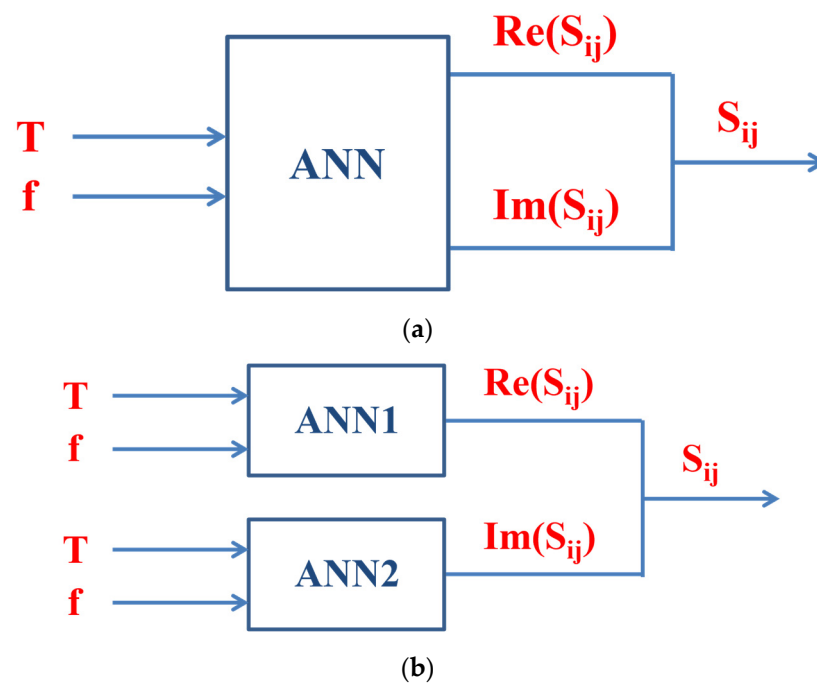 Re(Sij)
T
f
ANN
Sij
Im(Sij)
(a)
T
f
ANN1
Re(Sij)
Sij
T
f
ANN2
Im(Sij)
(b)